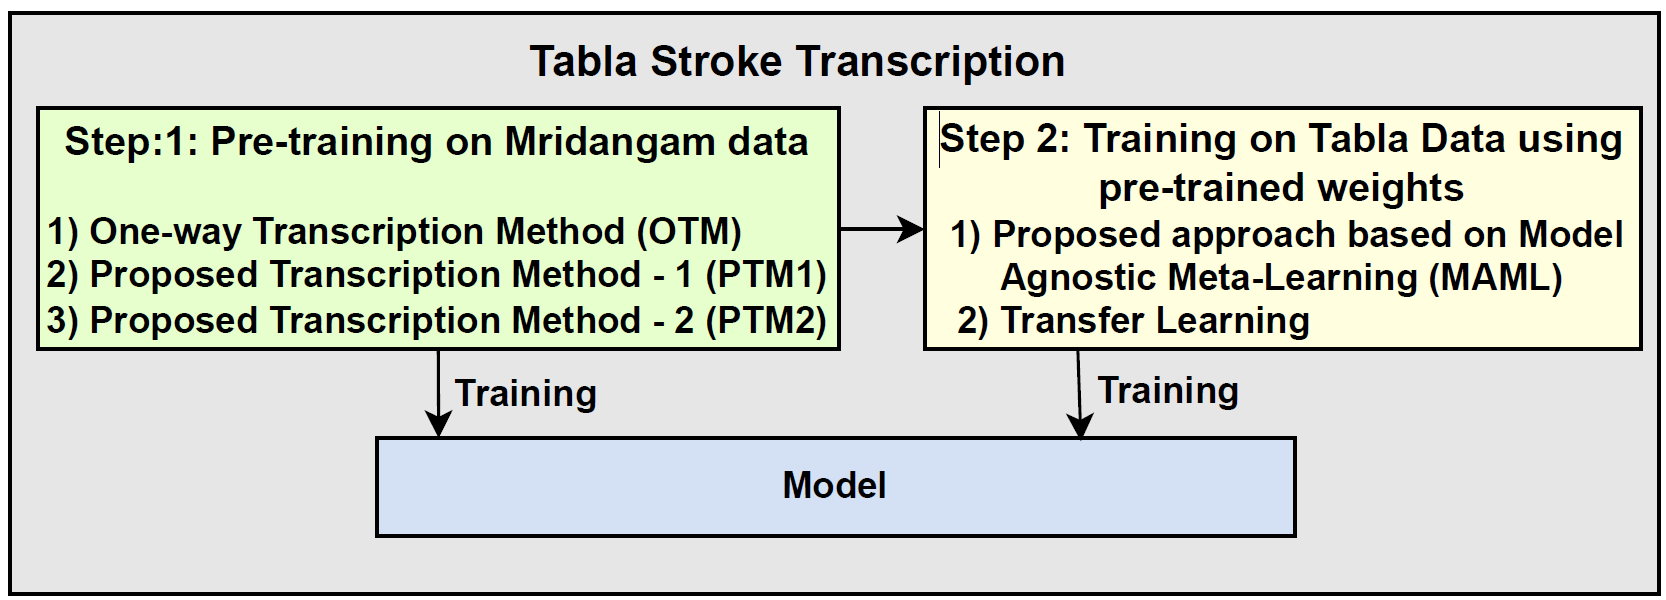 Tabla Stroke Transcription
Step:1: Pre-training on Mridangam data
1) One-way Transcription Method (OTM)
2) Proposed Transcription Method - 1 (PTM1)
3) Proposed Transcription Method - 2 (PTM2)
Step 2: Training on Tabla Data using
pre-trained weights
1) Proposed approach based on Model
Agnostic Meta-Learning (MAML)
2) Transfer Learning
Training
Training
Model